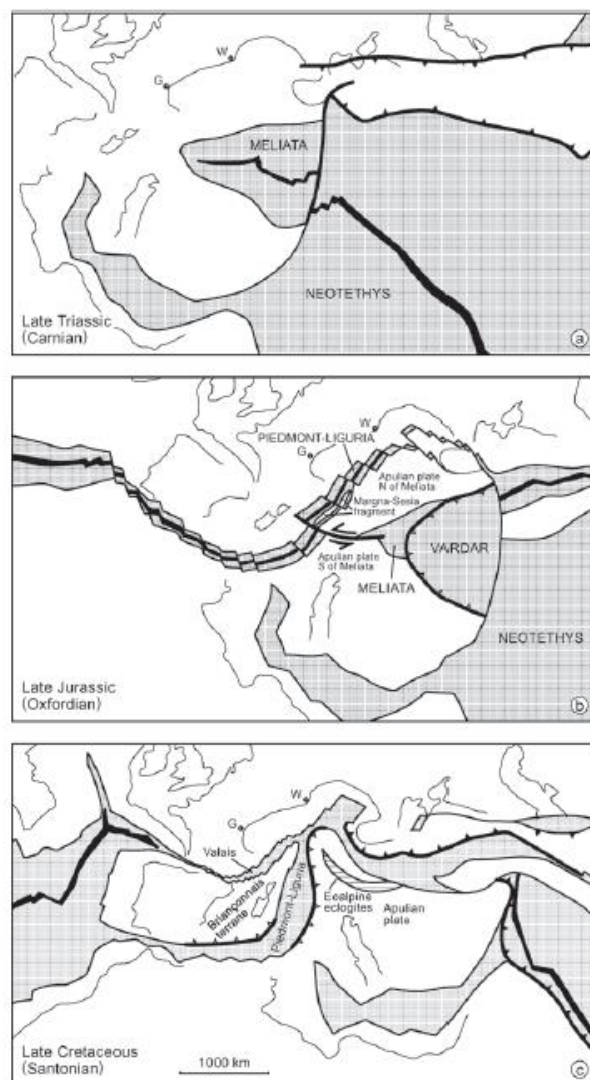 W
G
MELIATA
NEOTETHYS
Late Triassic
(Carnian)
a
W
PIEDMONT-LIGURIA
G
Apulian plate
N of Meliata
Margna-Sesia
fragment
VARDAR
Apulian plate
S of Meliata
MELIATA
NEOTETHYS
Late Jurassic
(Oxfordian)
b
W
G
Valais
Briançonnais
terrane
Piedmont-Liguria
Eoalpine
eclogites
Apulian
plate
Late Cretaceous
(Santonian)
1000 km
c